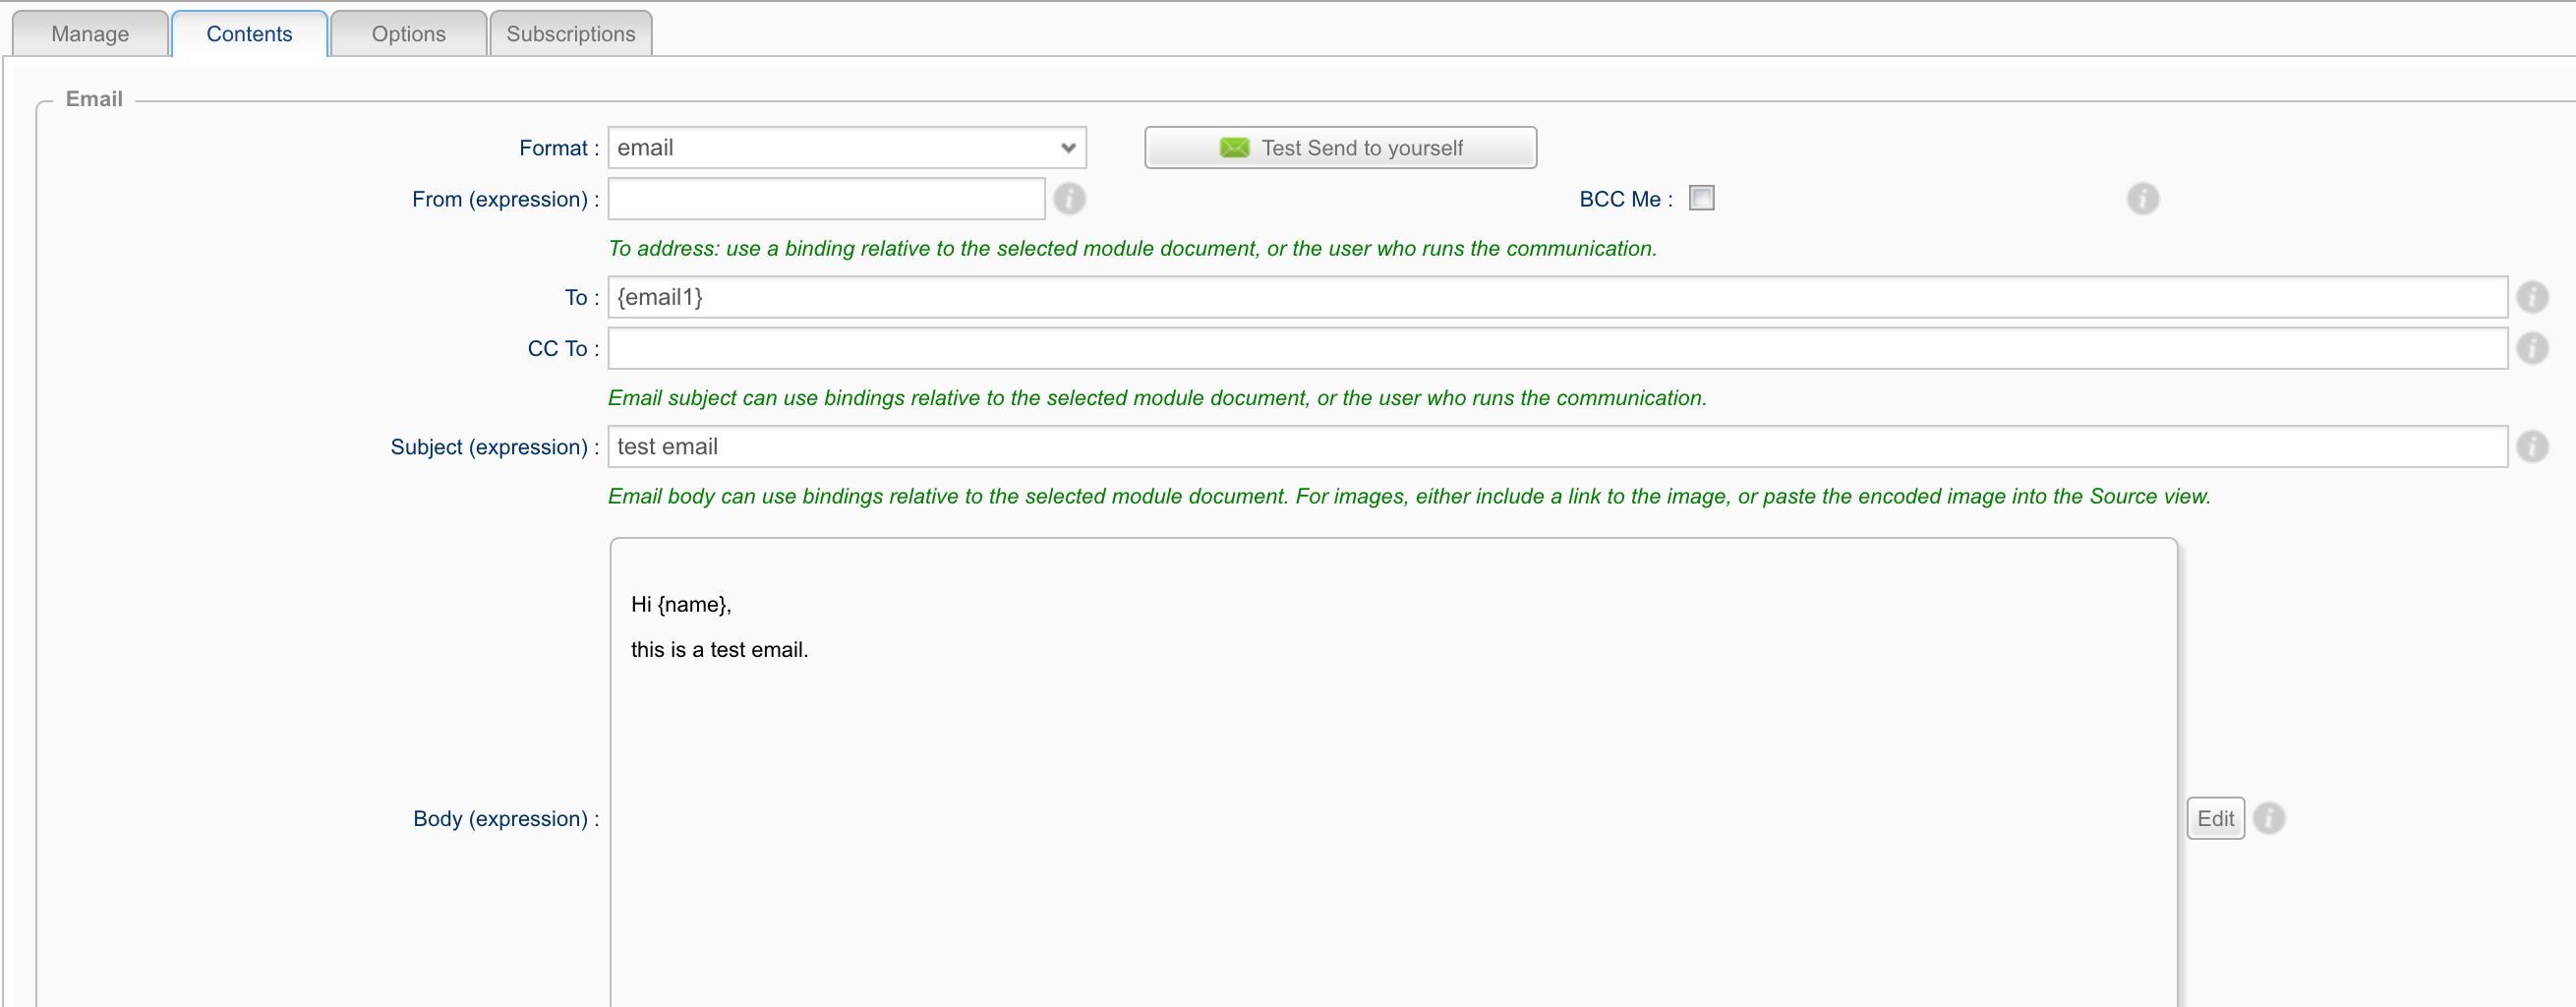 Manage Contents Options Subscriptions
Email
Format : email Test Send to yourself
From (expression) : BCC Me :
To address: use a binding relative to the selected module document, or the user who runs the communication.
To : {email1}
CC To :
Email subject can use bindings relative to the selected module document, or the user who runs the communication.
Subject (expression) : test email
Email body can use bindings relative to the selected module document. For images, either include a link to the image, or paste the encoded image into the Source view.
Hi {name},
this is a test email.
Body (expression) : Edit